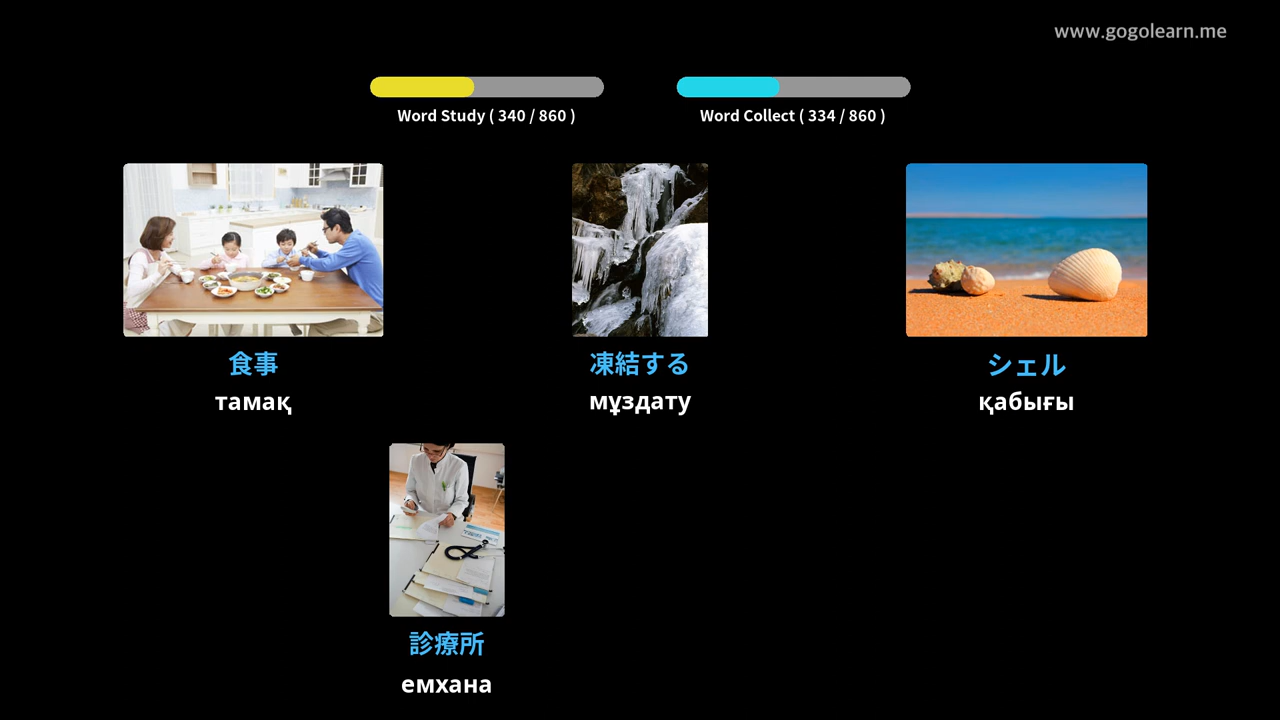 www.gogolearn.me
Word Study ( 340 / 860 )
Word Collect ( 334 / 860 )
食事
тамақ
凍結する
мұздату
シェル
қабығы
診療所
емхана